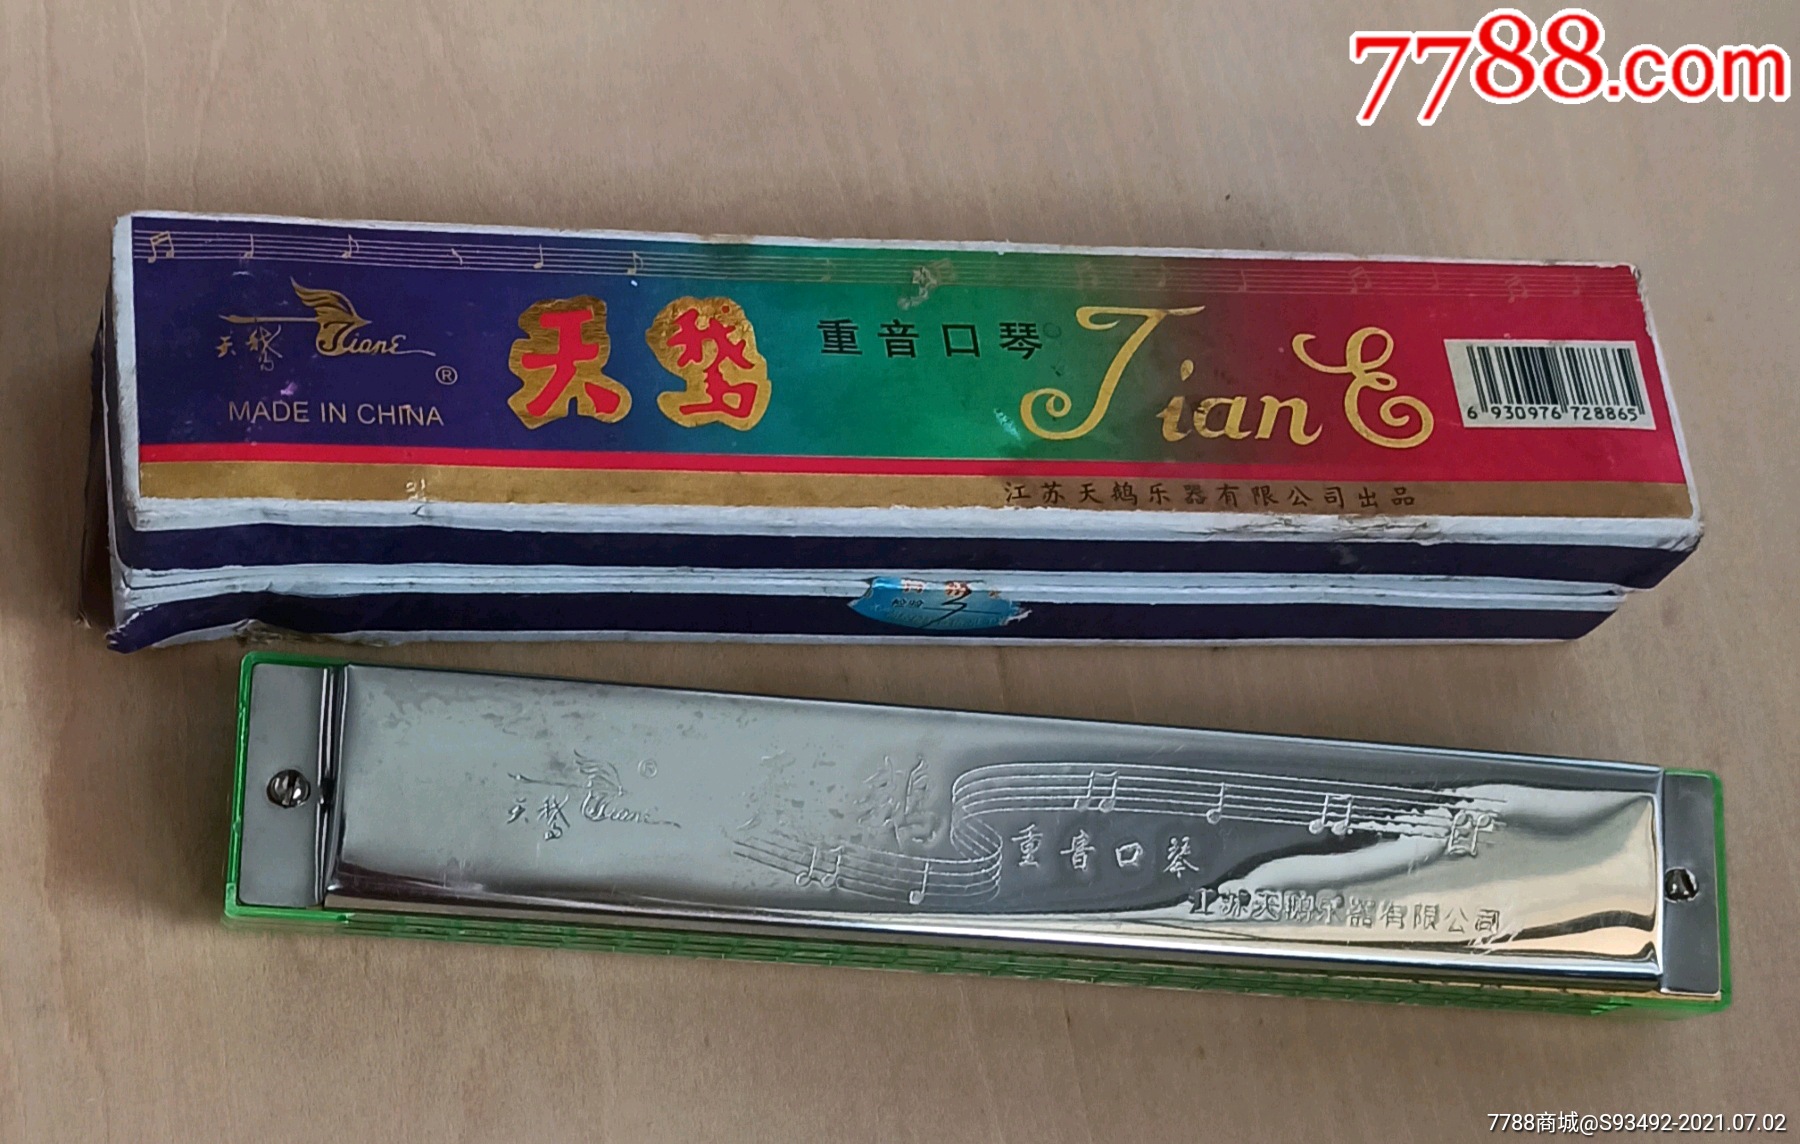 7788.com
天鹅
TianE
®
MADE IN CHINA
天鹅
重音口琴
TianE
6 930976 728865
江苏天鹅乐器有限公司出品
检验
天鹅
TianE
®
天鹅
重音口琴
江苏天鹅乐器有限公司
7788商城@S93492-2021.07.02